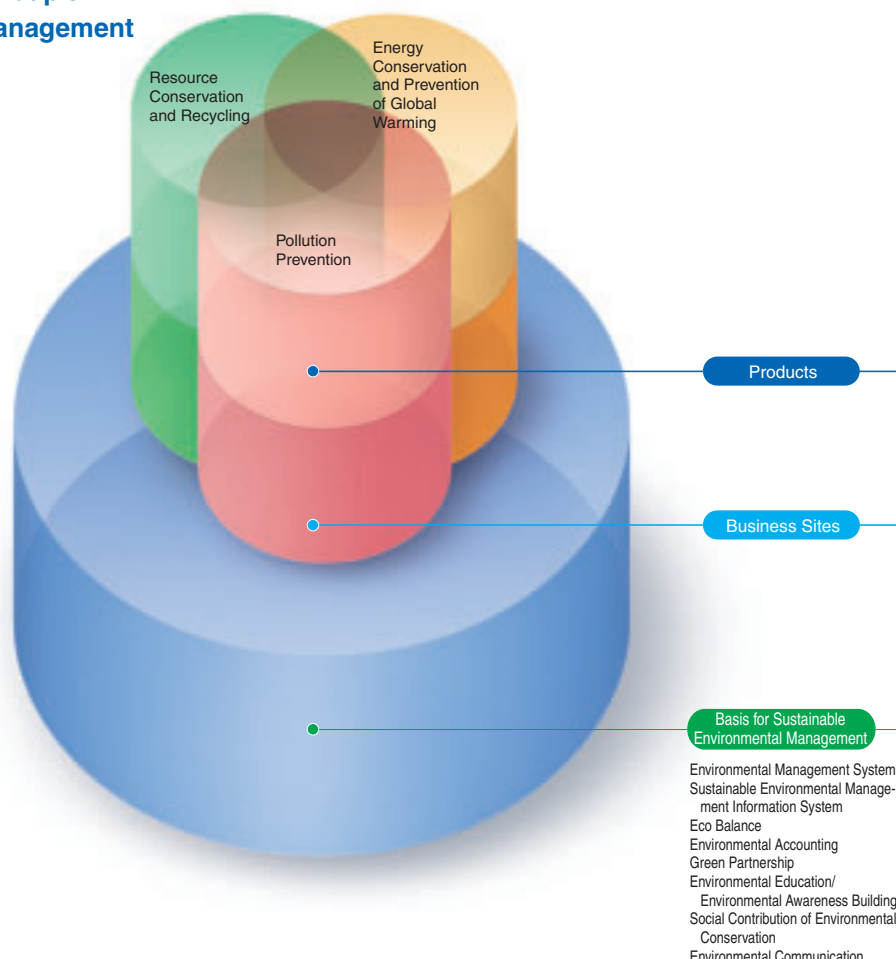 anagement
Resource
Conservation
and Recycling
Energy
Conservation
and Prevention
of Global
Warming
Pollution
Prevention
Products
Business Sites
Basis for Sustainable
Environmental Management
Environmental Management System
Sustainable Environmental Manage-
ment Information System
Eco Balance
Environmental Accounting
Green Partnership
Environmental Education/
Environmental Awareness Building
Social Contribution of Environmental
Conservation
Environmental Communication